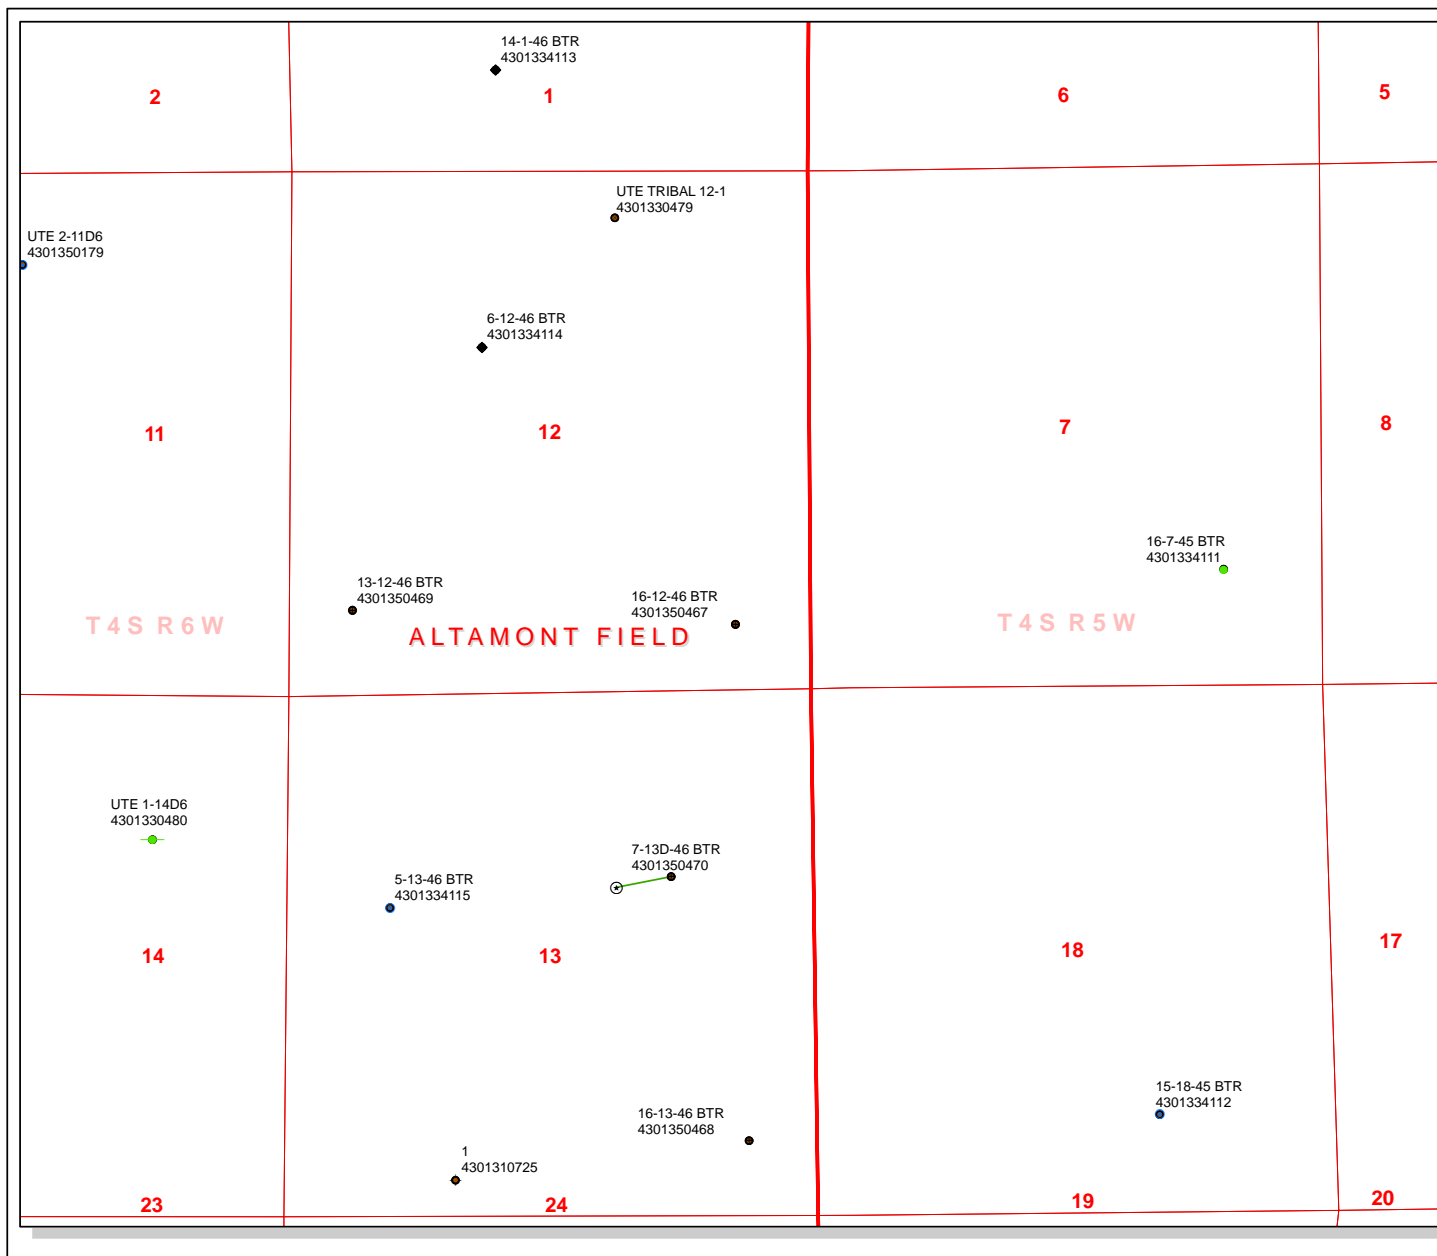 14-1-46 BTR
4301334113
2
1
6
5
UTE TRIBAL 12-1
4301330479
UTE 2-11D6
4301350179
6-12-46 BTR
4301334114
11
12
7
8
16-7-45 BTR
4301334111
13-12-46 BTR
4301350469
16-12-46 BTR
4301350467
T4S R6W
ALTAMONT FIELD
T4S R5W
UTE 1-14D6
4301330480
7-13D-46 BTR
4301350470
5-13-46 BTR
4301334115
14
13
18
17
15-18-45 BTR
4301334112
16-13-46 BTR
4301350468
1
4301310725
23
24
19
20